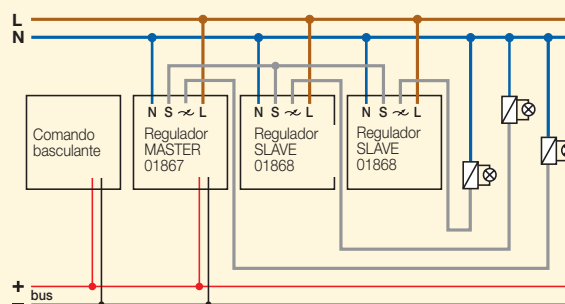 L
N
N S ~ L
N S ~ L
N S ~ L
Comando
basculante
Regulador
MASTER
01867
Regulador
SLAVE
01868
Regulador
SLAVE
01868
+
bus
−